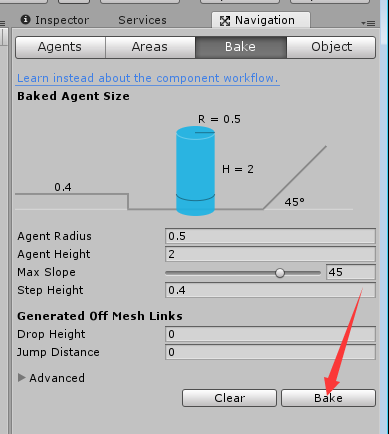 Inspector Services Navigation
Agents Areas Bake Object
Learn instead about the component workflow.
Baked Agent Size
R = 0.5
H = 2
0.4
45°
Agent Radius 0.5
Agent Height 2
Max Slope 45
Step Height 0.4
Generated Off Mesh Links
Drop Height 0
Jump Distance 0
Advanced
Clear Bake